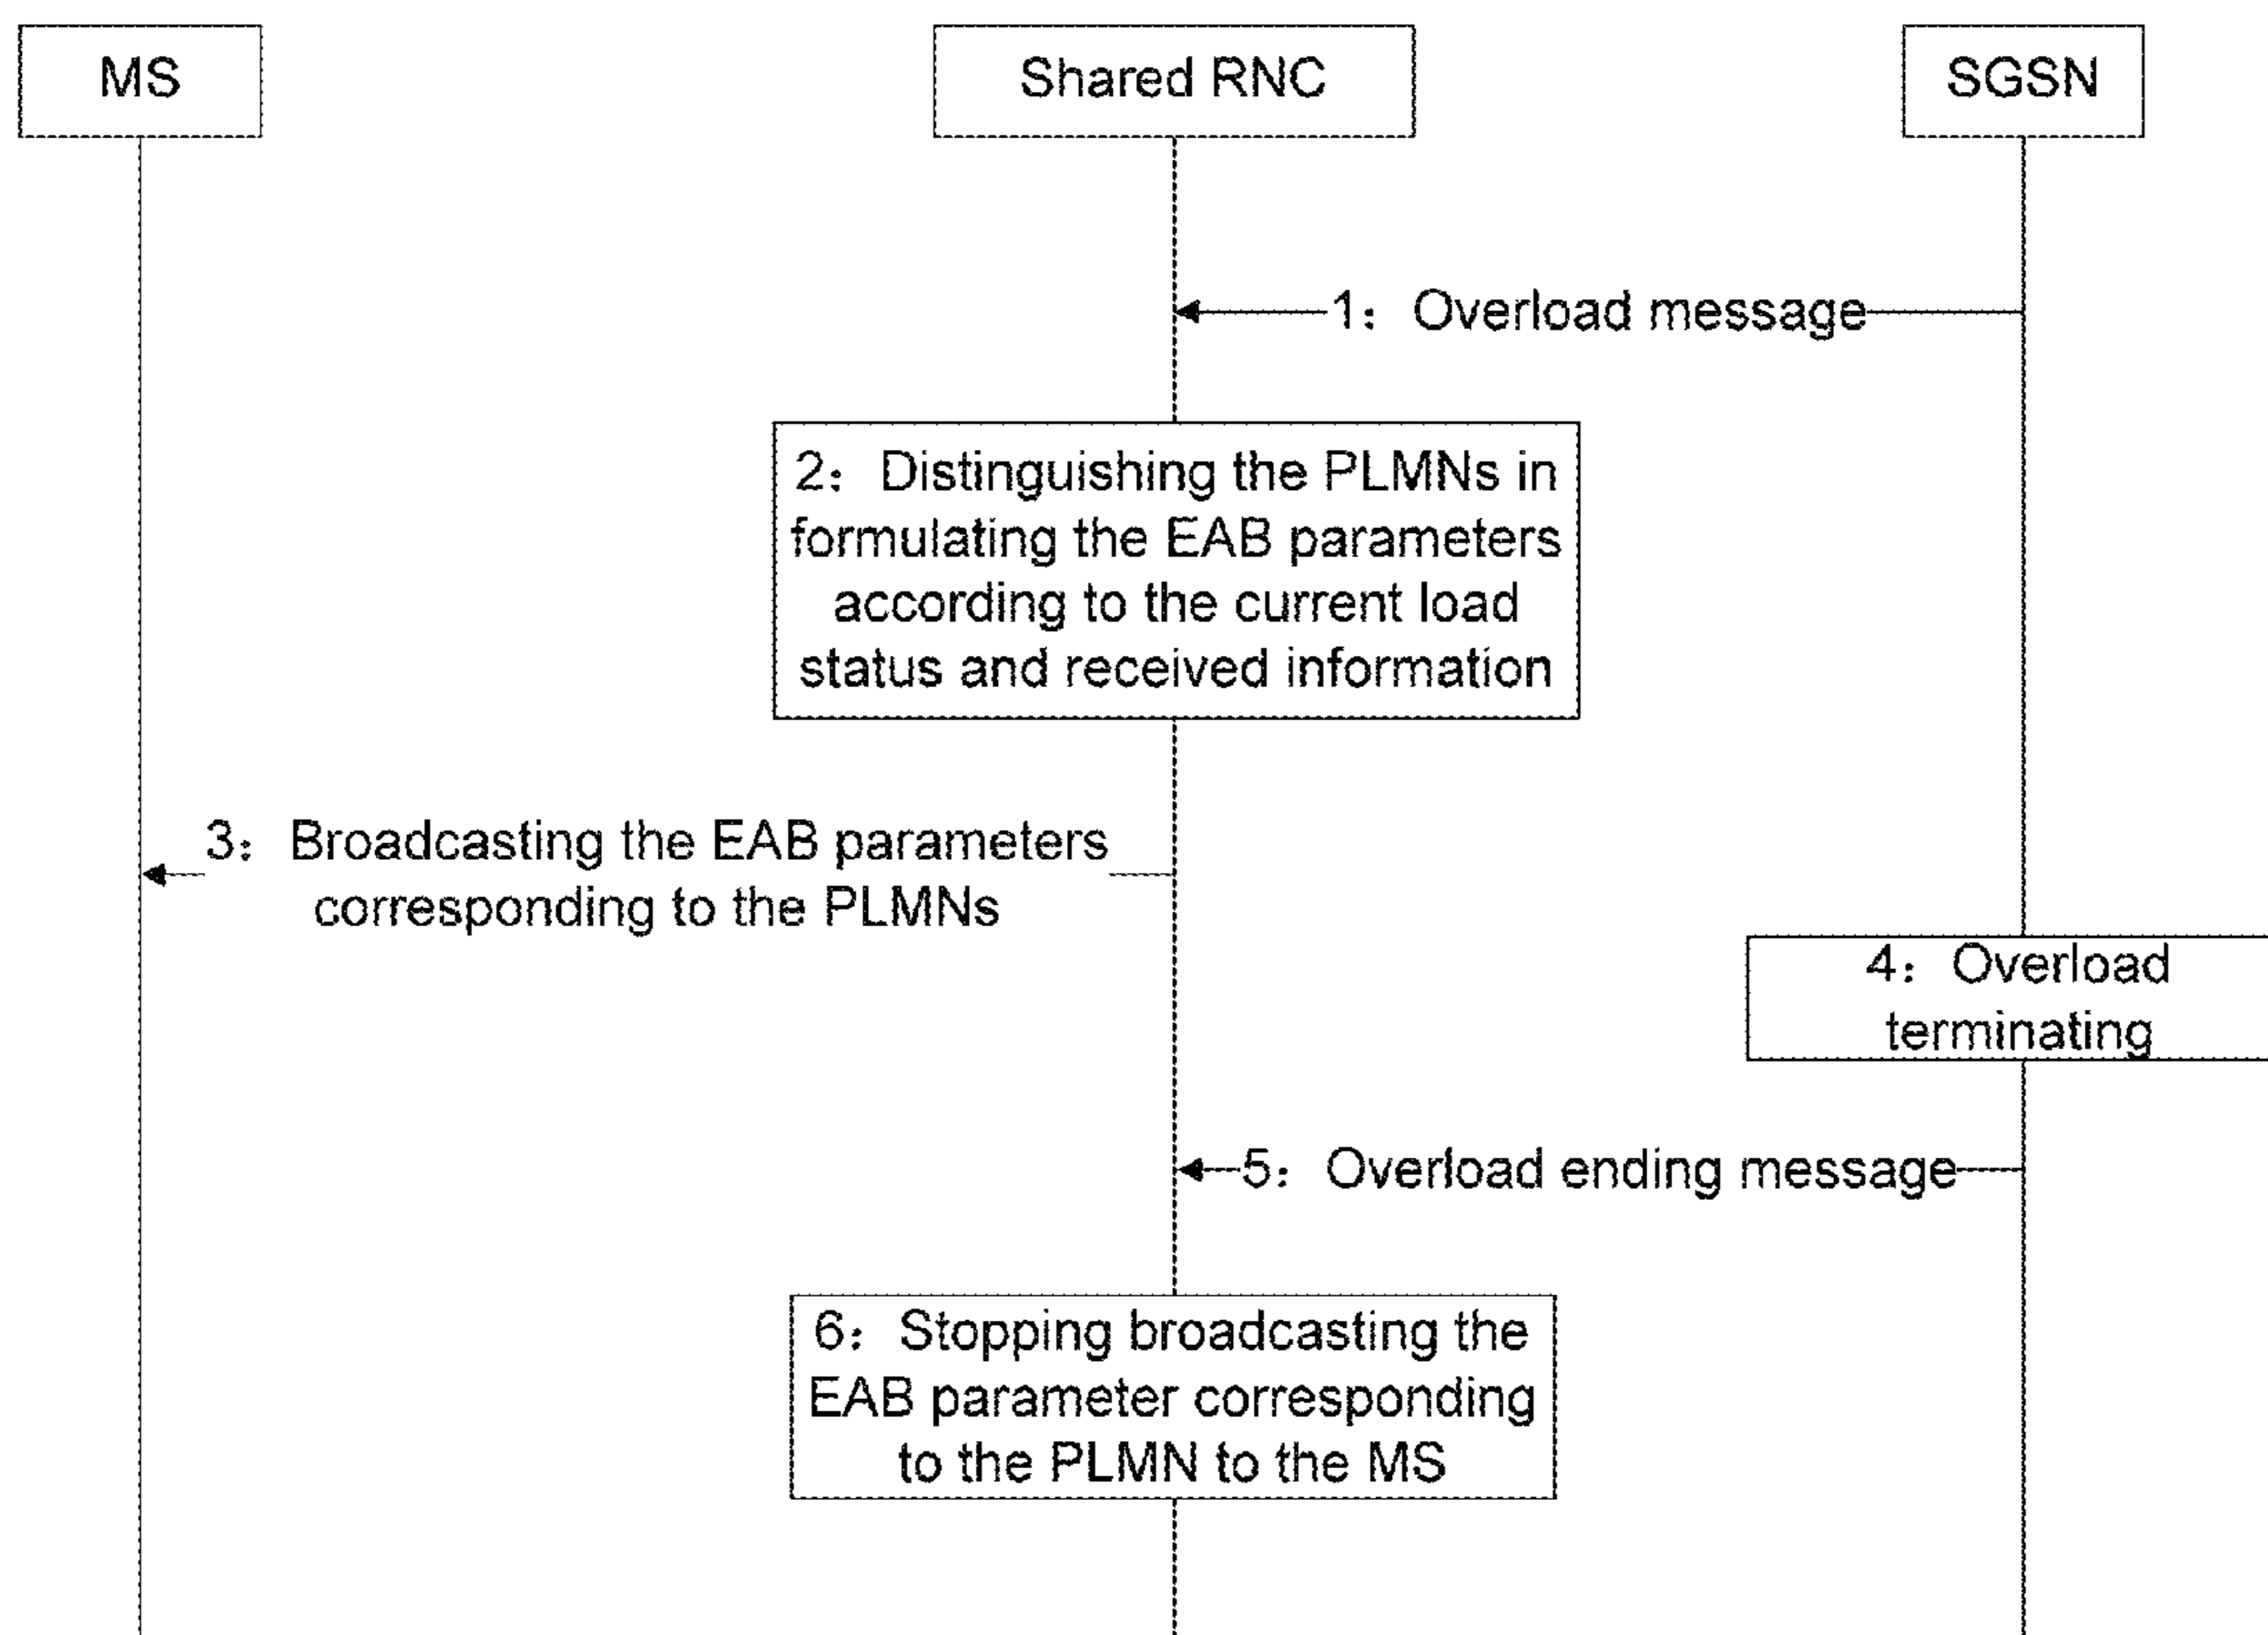 MS
Shared RNC
SGSN
1: Overload message
2: Distinguishing the PLMNs in
formulating the EAB parameters
according to the current load
status and received information
3: Broadcasting the EAB parameters
corresponding to the PLMNs
4: Overload
terminating
5: Overload ending message
6: Stopping broadcasting the
EAB parameter corresponding
to the PLMN to the MS